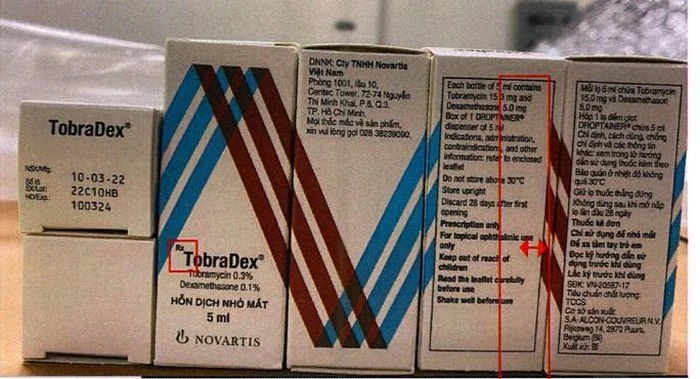 TobraDex®
NSX/Mfg: 10-03-22
Số lô
SX/Lot: 22C10HB
HD/Exp.: 100324
Rx
TobraDex®
Tobramycin 0.3%
Dexamethasone 0.1%
HỖN DỊCH NHỎ MẮT
5 ml
NOVARTIS
DNNK: Cty TNHH Novartis
Việt Nam
Phòng 1001, lầu 10,
Centec Tower, 72-74 Nguyễn
Thị Minh Khai, P.6, Q.3,
TP. Hồ Chí Minh.
Mọi thắc mắc về sản phẩm,
xin vui lòng gọi 028 38239090.
Each bottle of 5 ml contains
Tobramycin 15.0 mg and
Dexamethasone 5.0 mg
Box of 1 DROPTAINER®
dispenser of 5 ml
Indications, administration,
contraindications, and other
information: refer to enclosed
leaflet
Do not store above 30°C
Store upright
Discard 28 days after first
opening
Prescription only
For topical ophthalmic use
only
Keep out of reach of
children
Read the leaflet carefully
before use
Shake well before use
Mỗi lọ 5 ml chứa Tobramycin
15,0 mg và Dexamethason
5,0 mg
Hộp 1 lọ đếm giọt
DROPTAINER® chứa 5 ml
Chỉ định, cách dùng, chống
chỉ định và các thông tin
khác: xem trong tờ hướng
dẫn sử dụng thuốc kèm theo
Bảo quản ở nhiệt độ không
quá 30°C
Giữ lọ thuốc thẳng đứng
Không dùng sau khi mở nắp
lọ lần đầu 28 ngày
Thuốc kê đơn
Chỉ sử dụng để nhỏ mắt
Để xa tầm tay trẻ em
Đọc kỹ hướng dẫn sử
dụng trước khi dùng
Lắc kỹ trước khi dùng
SĐK: VN-20587-17
Tiêu chuẩn chất lượng:
TCCS
Cơ sở sản xuất:
S.A. ALCON-COUVREUR N.V.
Rijksweg 14, 2870 Puurs,
Belgium (Bỉ)
Xuất xứ: Bỉ